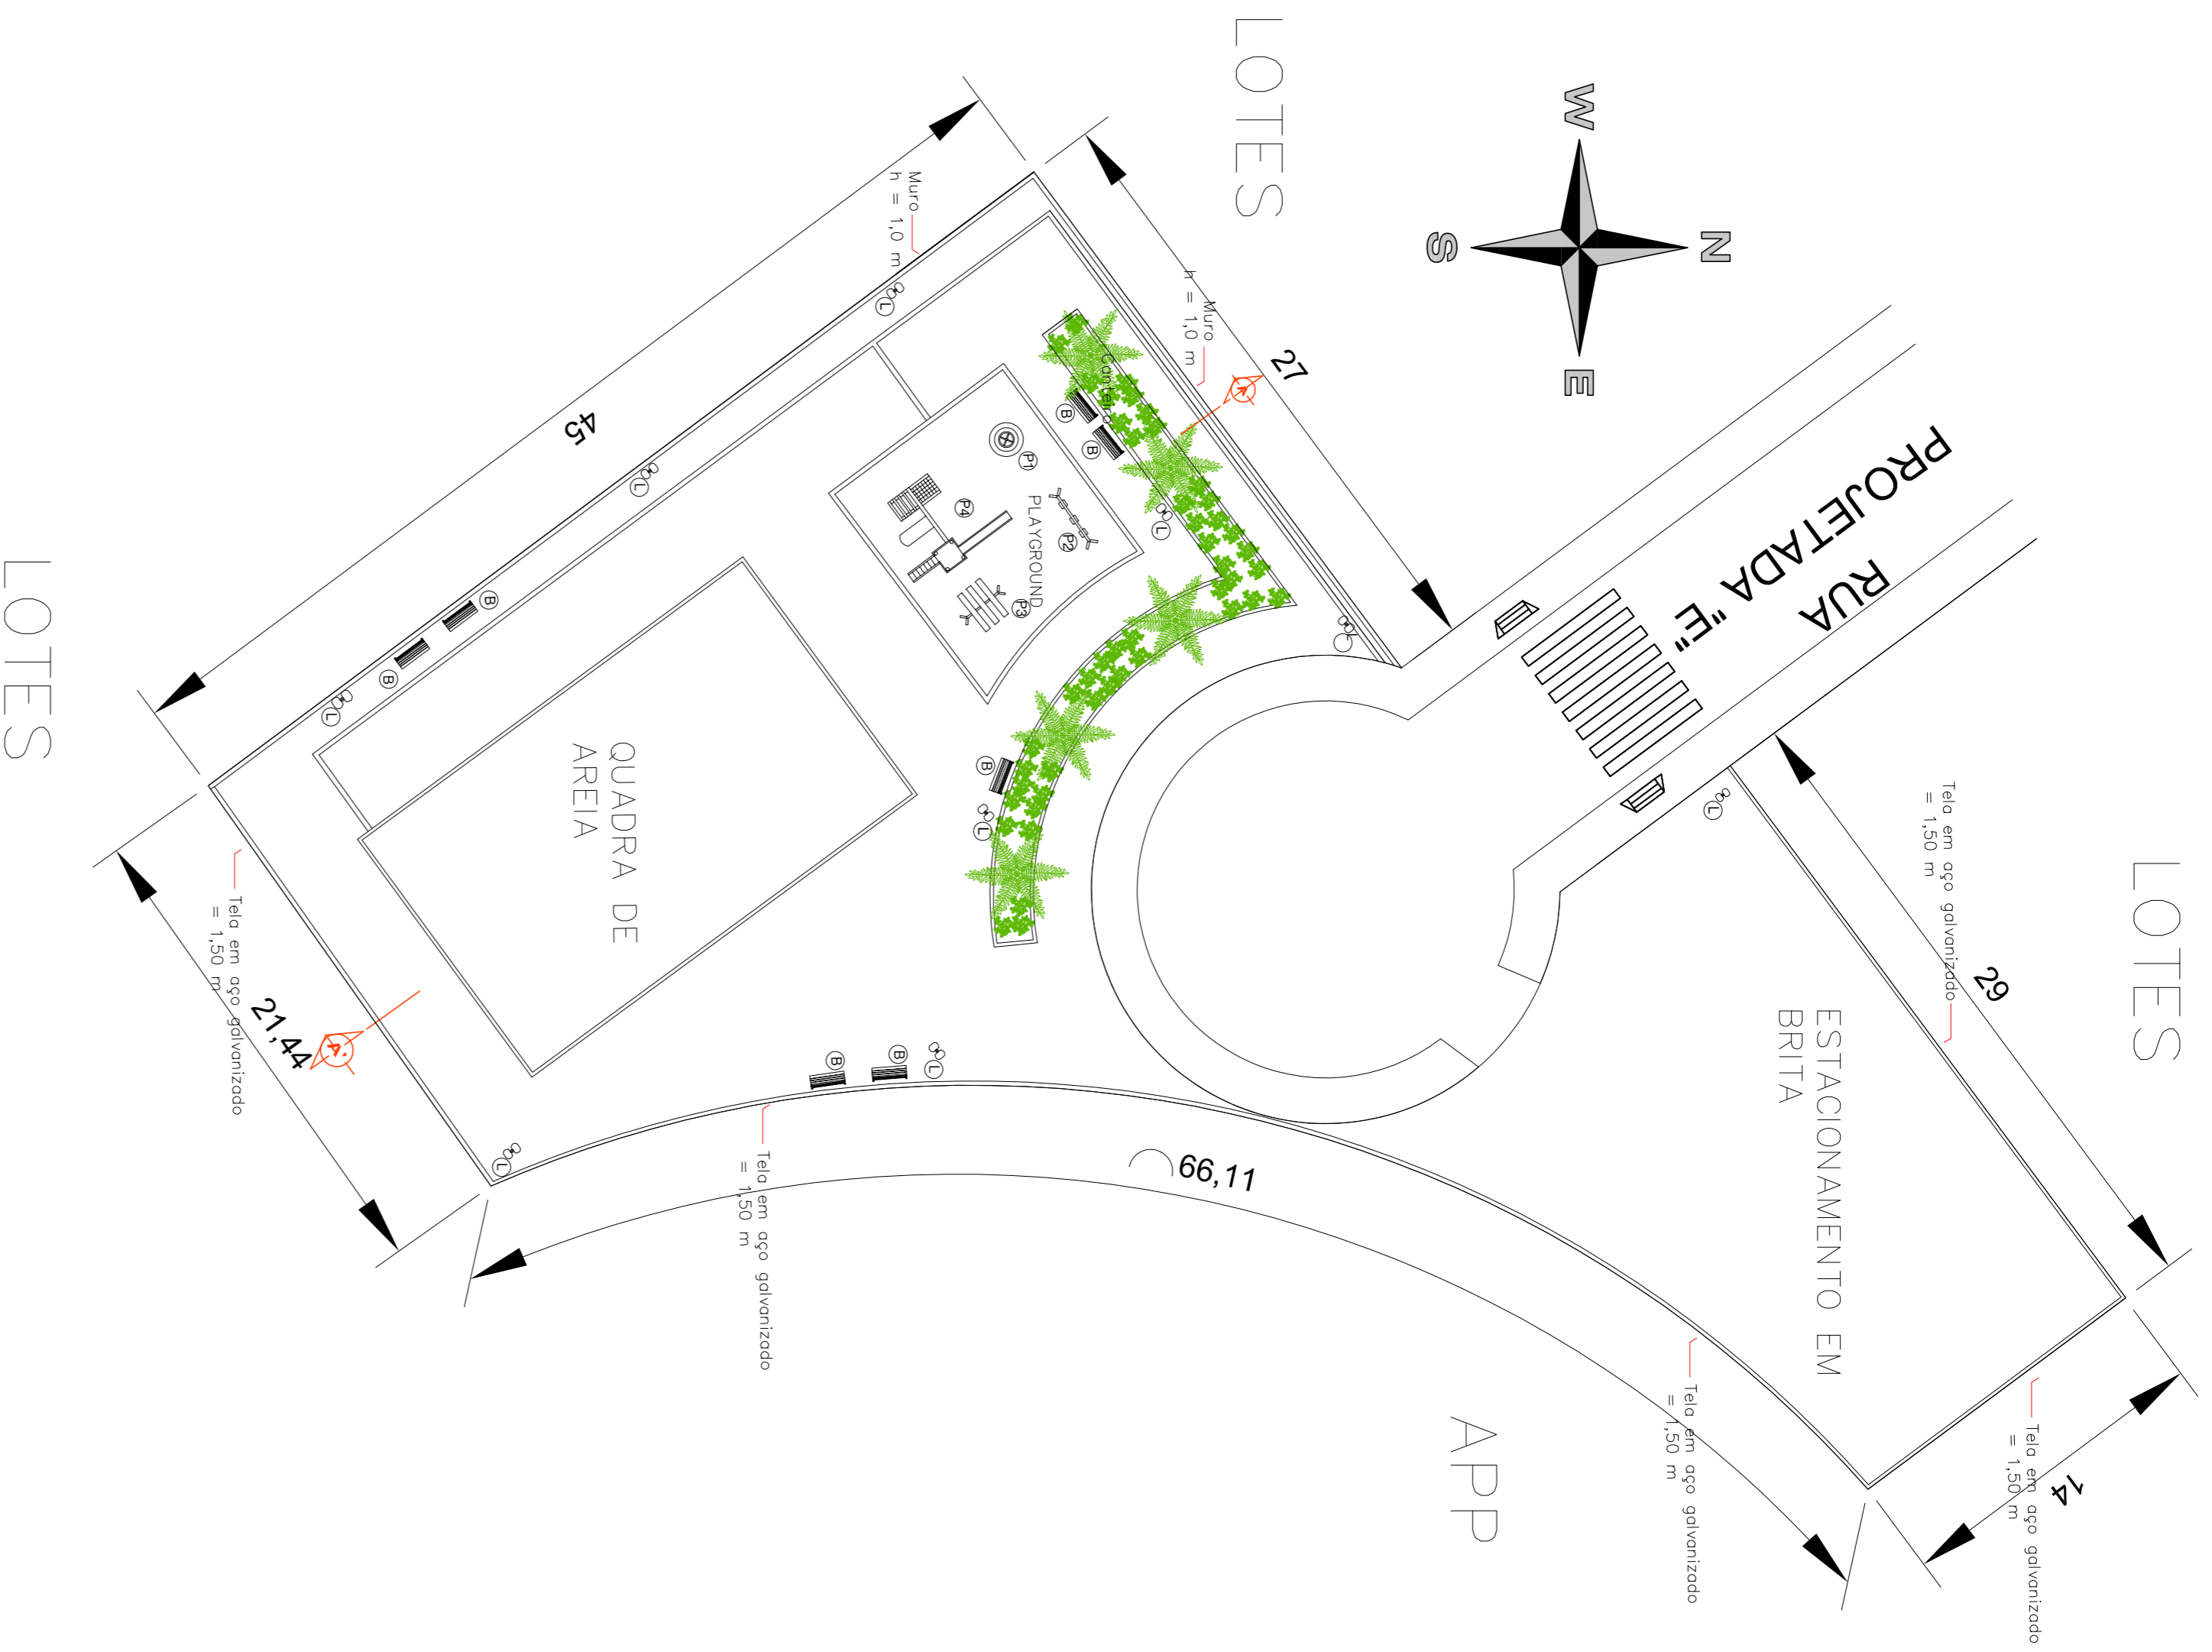 LOTES
W
N
S
E
RUA
PROJETADA "E"
LOTES
Muro
h = 1,0 m
Muro
h = 1,0 m
27
45
A
Canteiro
B
B
L
L
L
L
L
P1
P2
P3
P4
PLAYGROUND
B
B
B
L
LOTES
QUADRA DE
AREIA
Tela em aço galvanizado
= 1,50 m
21,44
A'
B
B
L
L
Tela em aço galvanizado
= 1,50 m
66,11
Tela em aço galvanizado
= 1,50 m
29
ESTACIONAMENTO EM
BRITA
Tela em aço galvanizado
= 1,50 m
Tela em aço galvanizado
= 1,50 m
14
APP